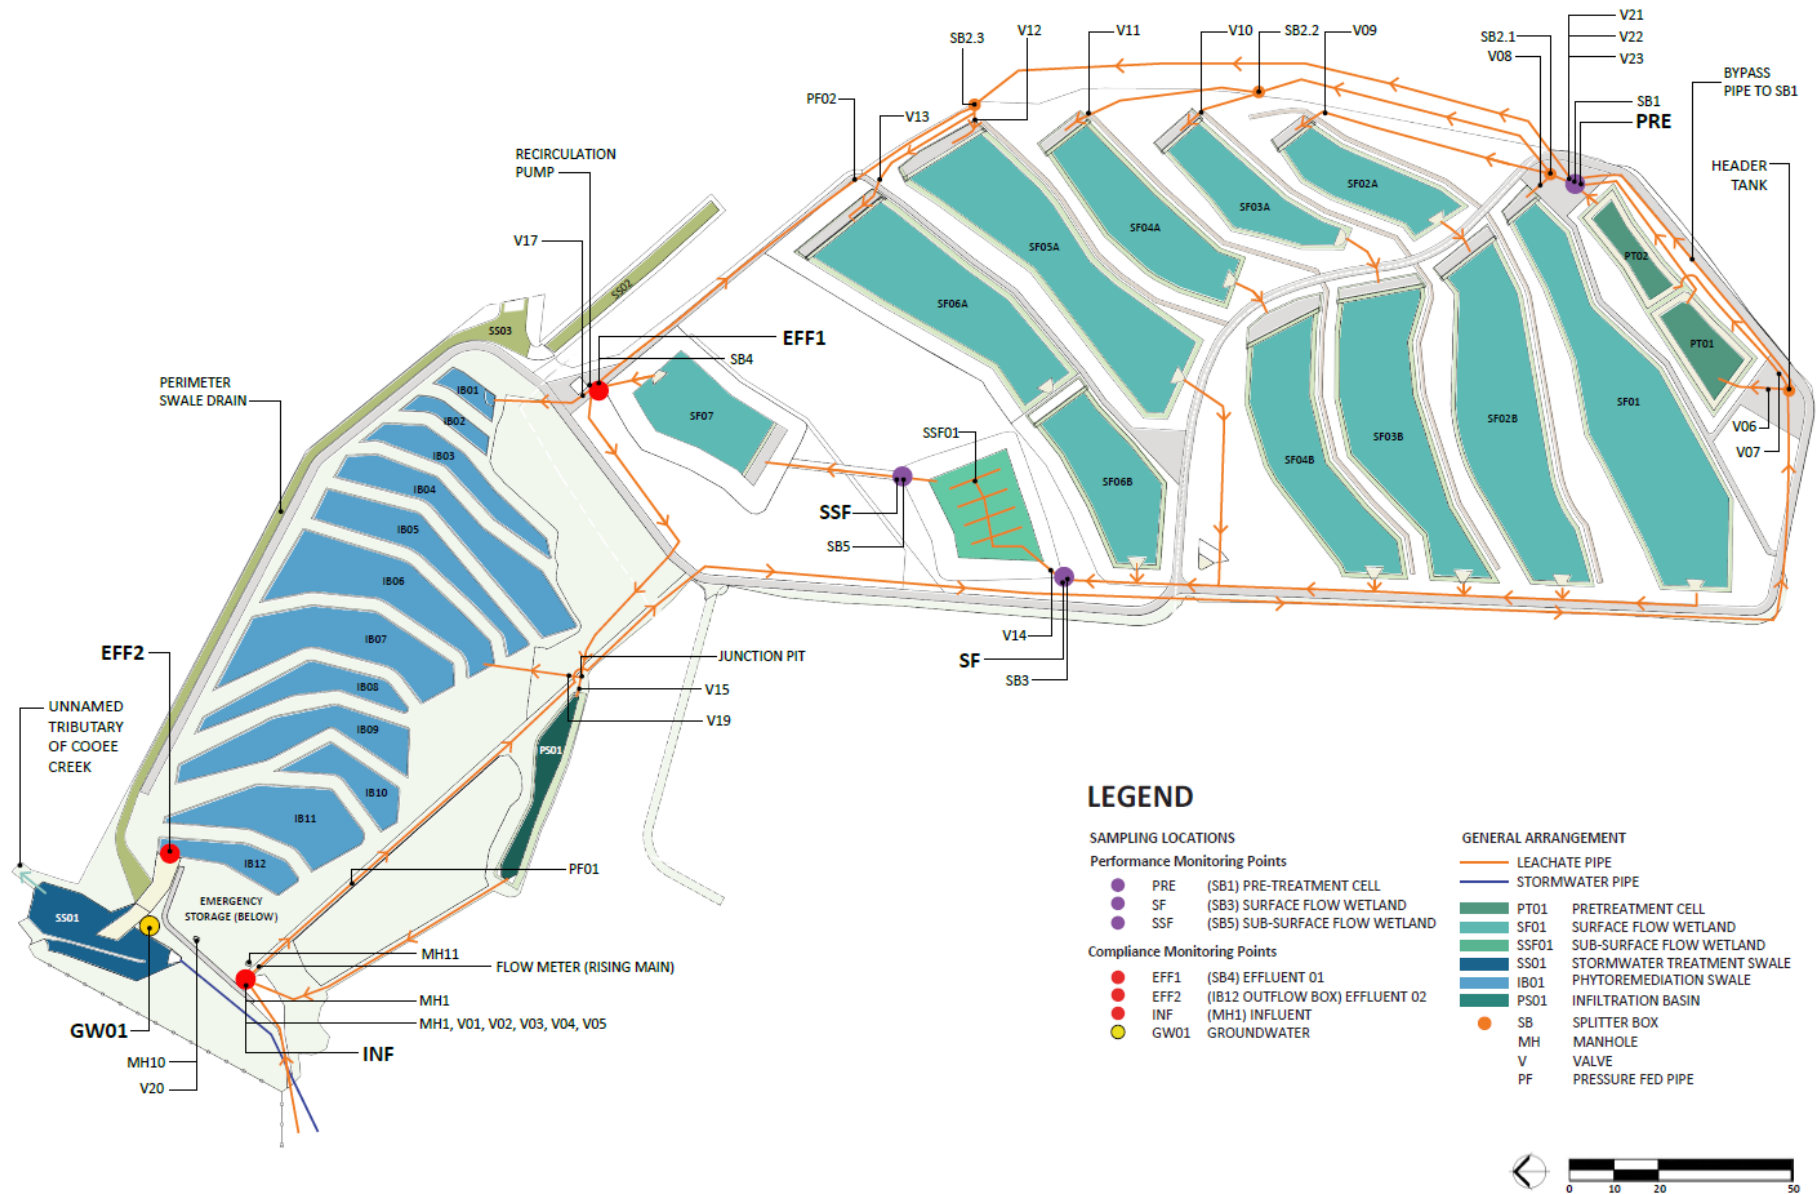 V21
V22
V23
SB2.3
V12
V11
V10
SB2.2
V09
SB2.1
V08
BYPASS
PIPE TO SB1
PF02
V13
SB1
PRE
RECIRCULATION
PUMP
HEADER
TANK
SF02A
SF03A
SF04A
SF05A
PT02
V17
SS02
SF06A
SS03
EFF1
SB4
PT01
PERIMETER
SWALE DRAIN
IB01
IB02
SF07
SF01
SF02B
SF03B
SF04B
V06
V07
SSF01
IB03
IB04
SF06B
SSF
IB05
SB5
IB06
V14
SF
SB3
IB07
EFF2
JUNCTION PIT
V15
V19
IB08
UNNAMED
TRIBUTARY
OF COOEE
CREEK
IB09
PS01
IB10
IB11
IB12
PF01
EMERGENCY
STORAGE (BELOW)
SS01
MH11
FLOW METER (RISING MAIN)
MH1
MH1, V01, V02, V03, V04, V05
GW01
INF
MH10
V20
LEGEND
SAMPLING LOCATIONS
Performance Monitoring Points
PRE (SB1) PRE-TREATMENT CELL
SF (SB3) SURFACE FLOW WETLAND
SSF (SB5) SUB-SURFACE FLOW WETLAND
Compliance Monitoring Points
EFF1 (SB4) EFFLUENT 01
EFF2 (IB12 OUTFLOW BOX) EFFLUENT 02
INF (MH1) INFLUENT
GW01 GROUNDWATER
GENERAL ARRANGEMENT
LEACHATE PIPE
STORMWATER PIPE
PT01 PRETREATMENT CELL
SF01 SURFACE FLOW WETLAND
SSF01 SUB-SURFACE FLOW WETLAND
SS01 STORMWATER TREATMENT SWALE
IB01 PHYTOREMEDIATION SWALE
PS01 INFILTRATION BASIN
SB SPLITTER BOX
MH MANHOLE
V VALVE
PF PRESSURE FED PIPE
0 10 20 50